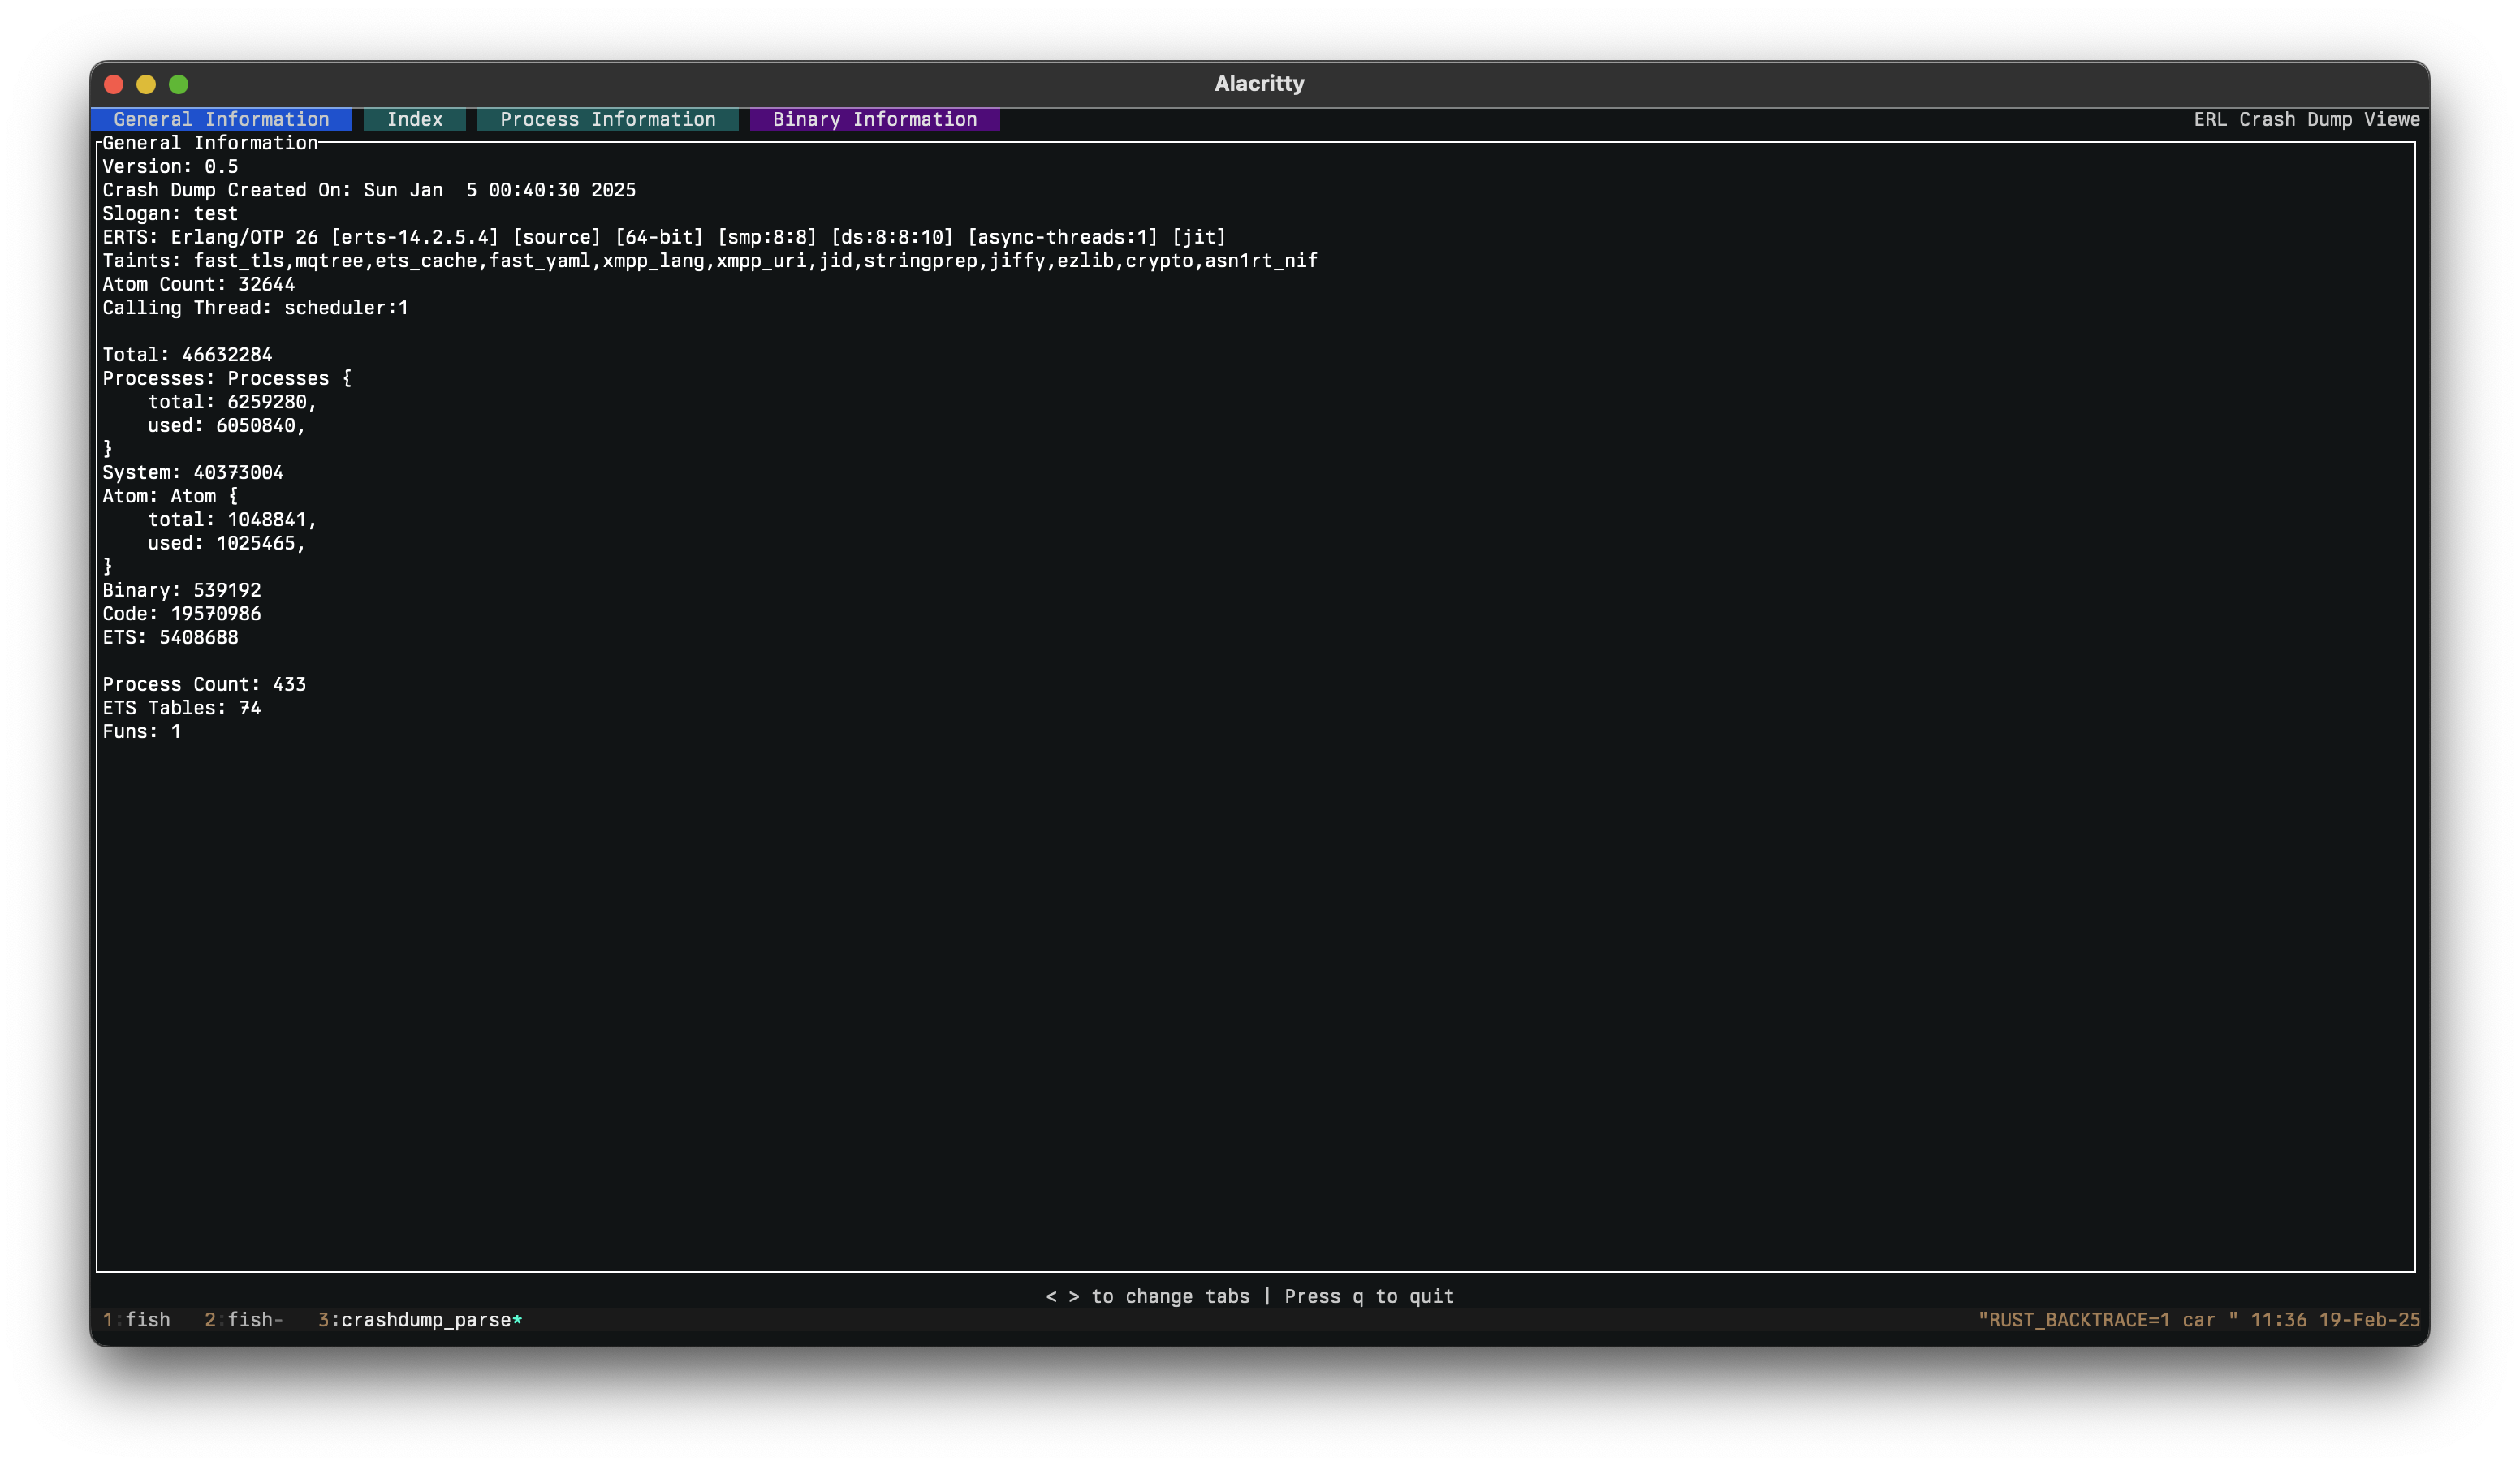 Alacritty
General Information  Index  Process Information  Binary Information  ERL Crash Dump Viewe
General Information
Version: 0.5
Crash Dump Created On: Sun Jan  5 00:40:30 2025
Slogan: test
ERTS: Erlang/OTP 26 [erts-14.2.5.4] [source] [64-bit] [smp:8:8] [ds:8:8:10] [async-threads:1] [jit]
Taints: fast_tls,mqtree,ets_cache,fast_yaml,xmpp_lang,xmpp_uri,jid,stringprep,jiffy,ezlib,crypto,asn1rt_nif
Atom Count: 32644
Calling Thread: scheduler:1
Total: 46632284
Processes: Processes {
    total: 6259280,
    used: 6050840,
}
System: 40373004
Atom: Atom {
    total: 1048841,
    used: 1025465,
}
Binary: 539192
Code: 19570986
ETS: 5408688
Process Count: 433
ETS Tables: 74
Funs: 1
< > to change tabs | Press q to quit
1:fish  2:fish-  3:crashdump_parse*  "RUST_BACKTRACE=1 car " 11:36 19-Feb-25